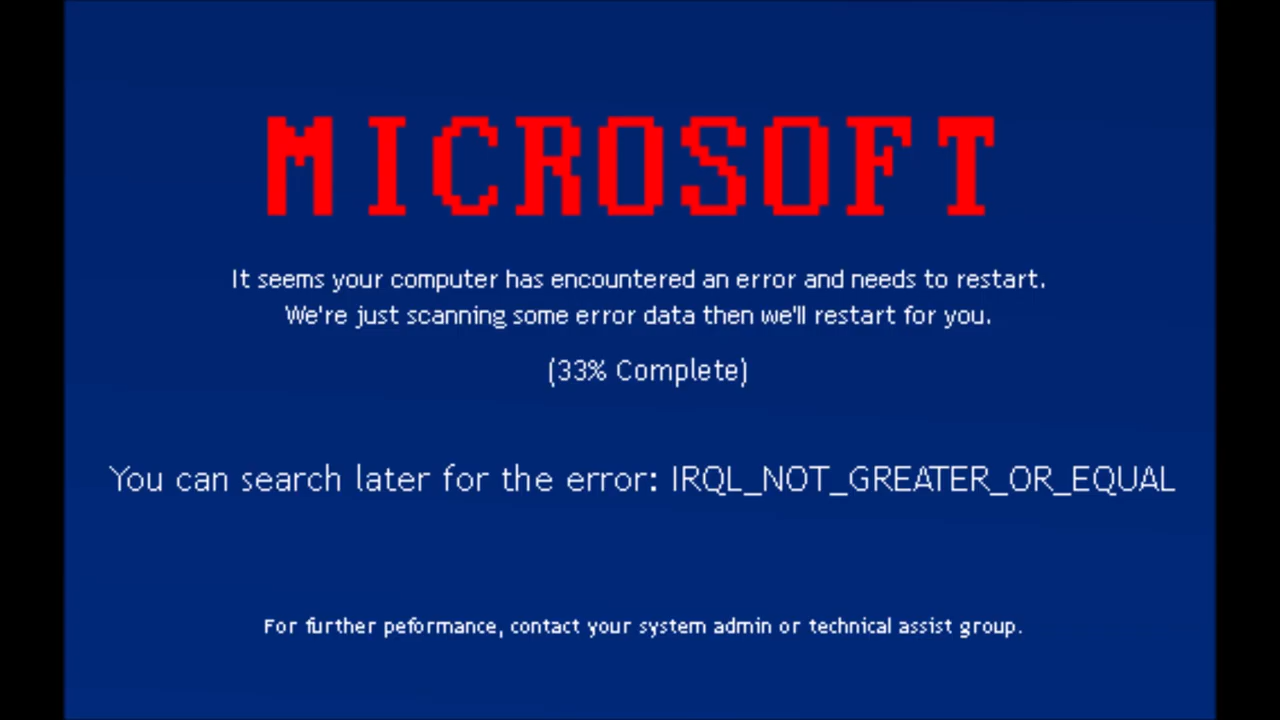 MICROSOFT
It seems your computer has encountered an error and needs to restart.
We're just scanning some error data then we'll restart for you.
(33% Complete)
You can search later for the error: IRQL_NOT_GREATER_OR_EQUAL
For further peformance, contact your system admin or technical assist group.